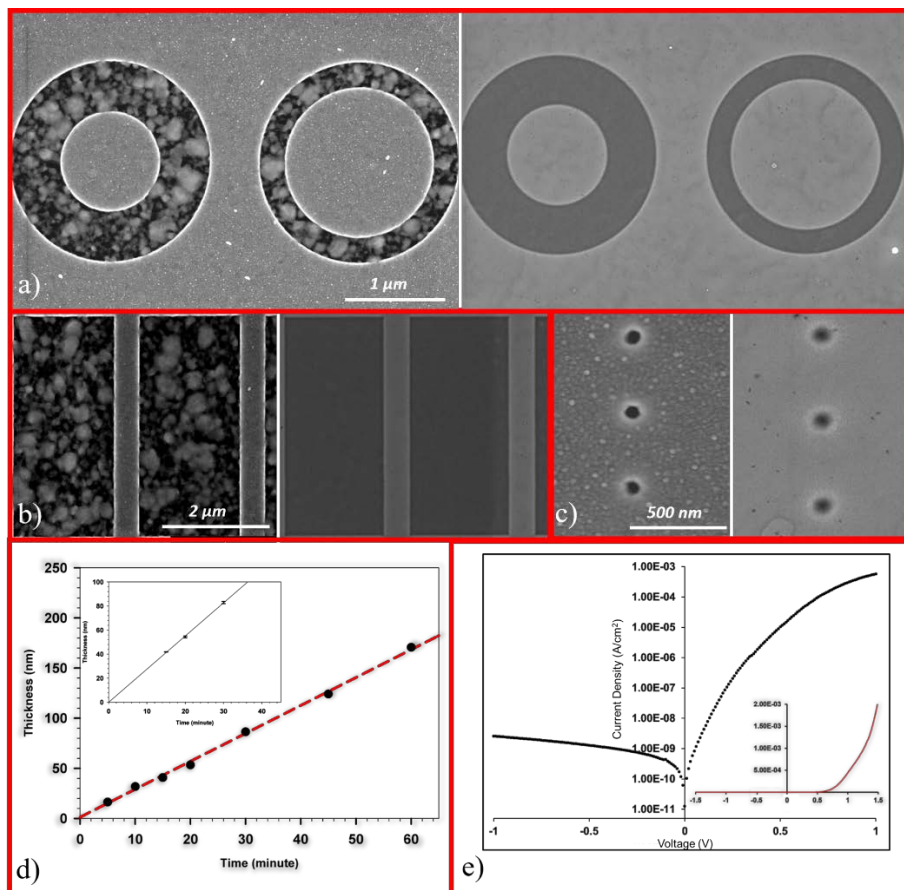 a)
1 µm
b)
2 µm
c)
500 nm
250
200
150
100
50
0
Thickness (nm)
0 10 20 30 40 50 60
Time (minute)
100
80
60
40
20
0
Thickness (nm)
0 10 20 30 40
Time (minute)
d)
1.00E-03
1.00E-04
1.00E-05
1.00E-06
1.00E-07
1.00E-08
1.00E-09
1.00E-10
1.00E-11
Current Density (A/cm²)
-1 -0.5 0 0.5 1
Voltage (V)
2.00E-03
1.50E-03
1.00E-03
5.00E-04
-1.5 -1 -0.5 0 0.5 1 1.5
e)